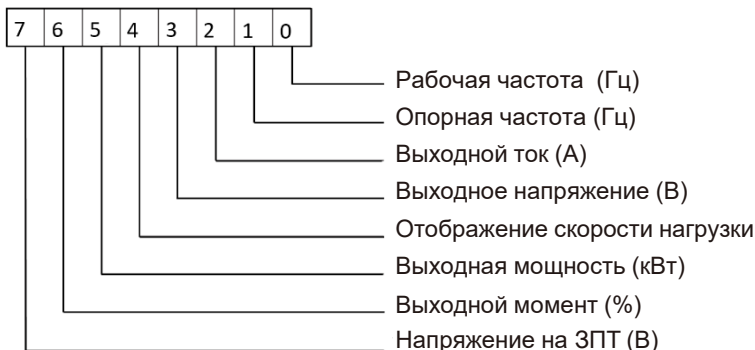 7 6 5 4 3 2 1 0
Рабочая частота (Гц)
Опорная частота (Гц)
Выходной ток (А)
Выходное напряжение (В)
Отображение скорости нагрузки
Выходная мощность (кВт)
Выходной момент (%)
Напряжение на ЗПТ (В)